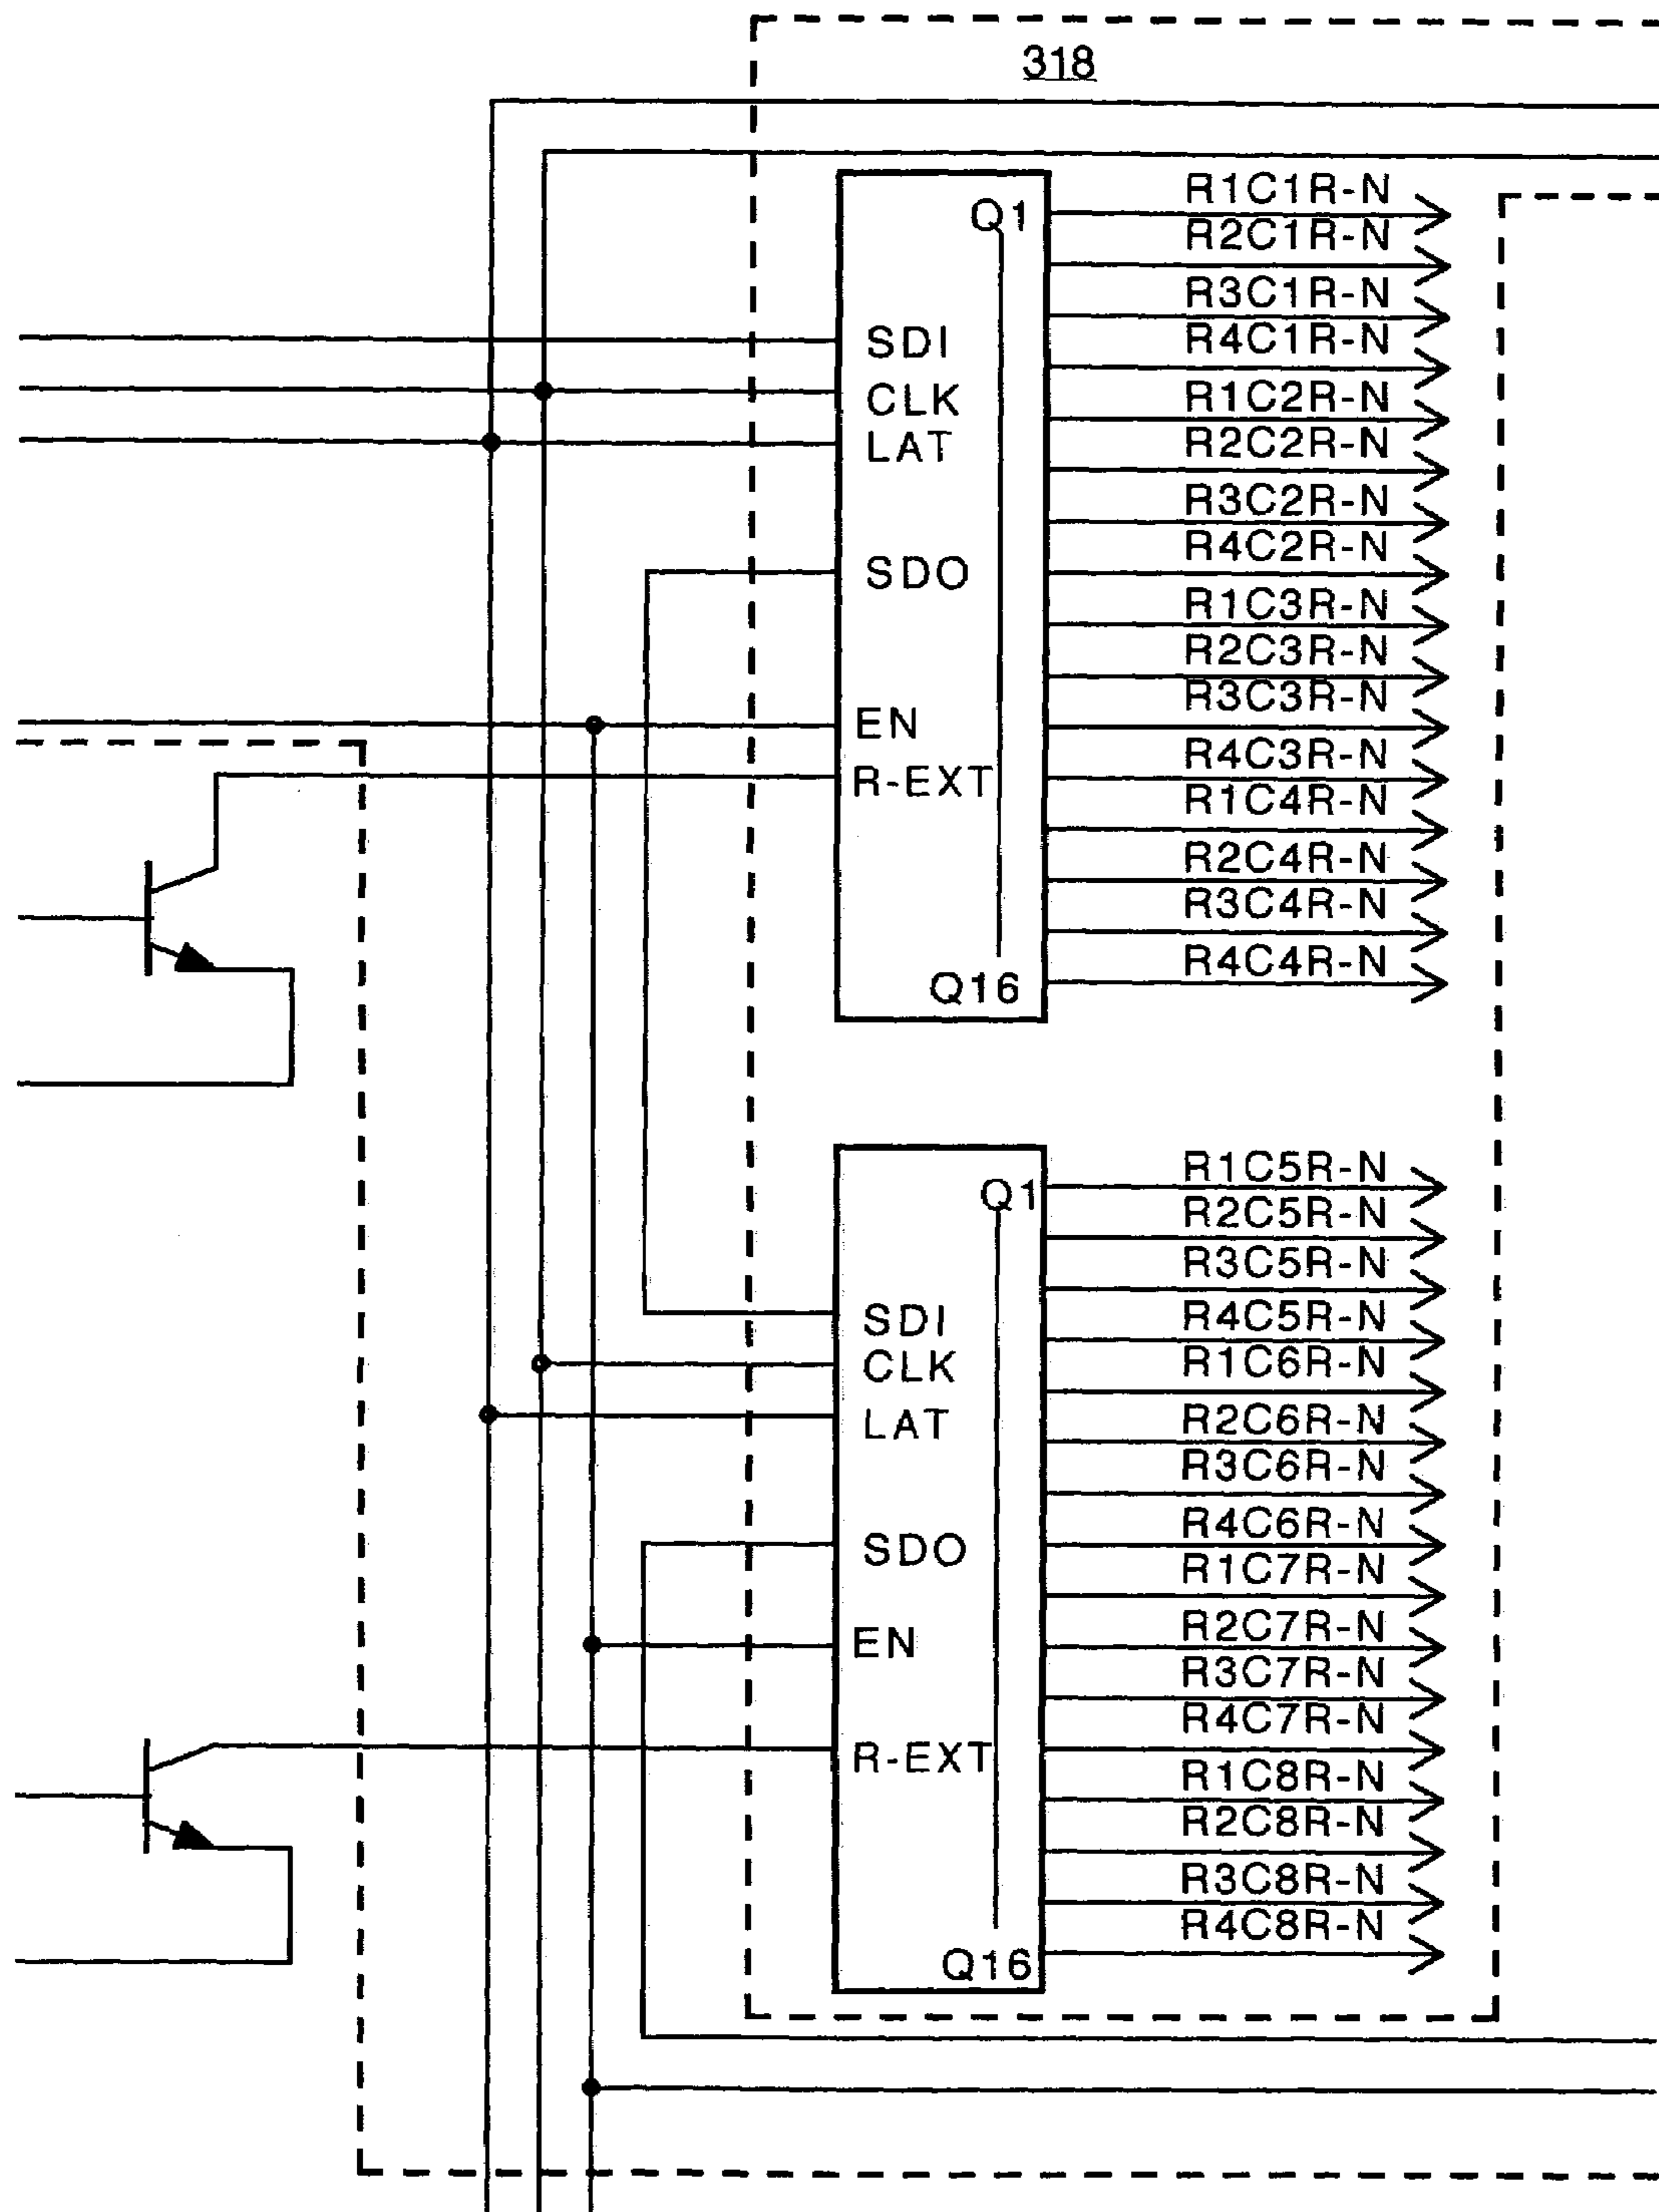 318
Q1
SDI
CLK
LAT
SDO
EN
R-EXT
Q16
R1C1R-N
R2C1R-N
R3C1R-N
R4C1R-N
R1C2R-N
R2C2R-N
R3C2R-N
R4C2R-N
R1C3R-N
R2C3R-N
R3C3R-N
R4C3R-N
R1C4R-N
R2C4R-N
R3C4R-N
R4C4R-N
Q1
SDI
CLK
LAT
SDO
EN
R-EXT
Q16
R1C5R-N
R2C5R-N
R3C5R-N
R4C5R-N
R1C6R-N
R2C6R-N
R3C6R-N
R4C6R-N
R1C7R-N
R2C7R-N
R3C7R-N
R4C7R-N
R1C8R-N
R2C8R-N
R3C8R-N
R4C8R-N